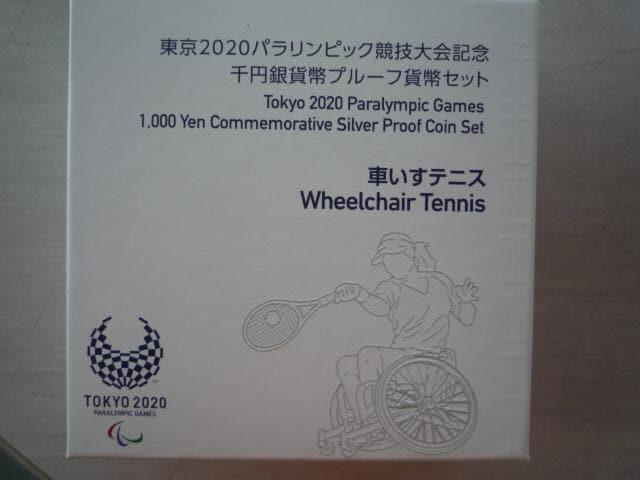 東京2020パラリンピック競技大会記念
千円銀貨幣プルーフ貨幣セット
Tokyo 2020 Paralympic Games
1,000 Yen Commemorative Silver Proof Coin Set
車いすテニス
Wheelchair Tennis
TOKYO 2020
PARALYMPIC GAMES